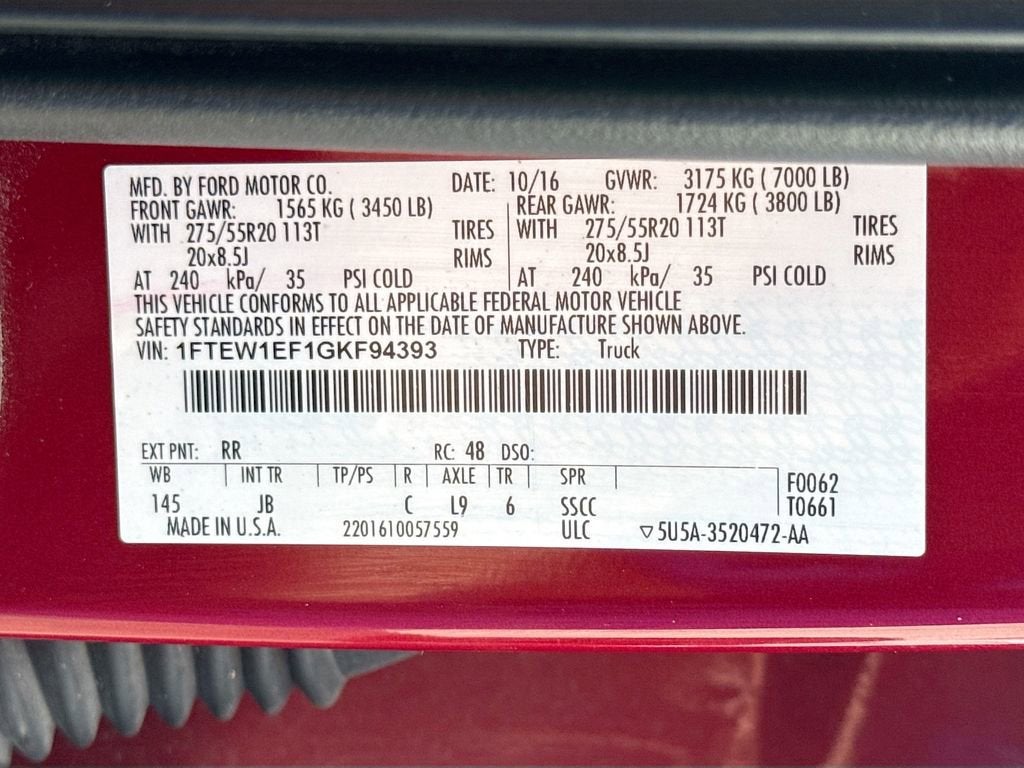 MFD. BY FORD MOTOR CO. DATE: 10/16 GVWR: 3175 KG ( 7000 LB)
FRONT GAWR: 1565 KG ( 3450 LB) REAR GAWR: 1724 KG ( 3800 LB)
WITH 275/55R20 113T TIRES WITH 275/55R20 113T TIRES
20x8.5J RIMS 20x8.5J RIMS
AT 240 kPa/ 35 PSI COLD AT 240 kPa/ 35 PSI COLD
THIS VEHICLE CONFORMS TO ALL APPLICABLE FEDERAL MOTOR VEHICLE
SAFETY STANDARDS IN EFFECT ON THE DATE OF MANUFACTURE SHOWN ABOVE.
VIN: 1FTEW1EF1GKF94393 TYPE: Truck
EXT PNT: RR RC: 48 DSO:
WB INT TR TP/PS R AXLE TR SPR F0062
145 JB C L9 6 SSCC T0661
MADE IN U.S.A. 2201610057559 ULC ▽5U5A-3520472-AA